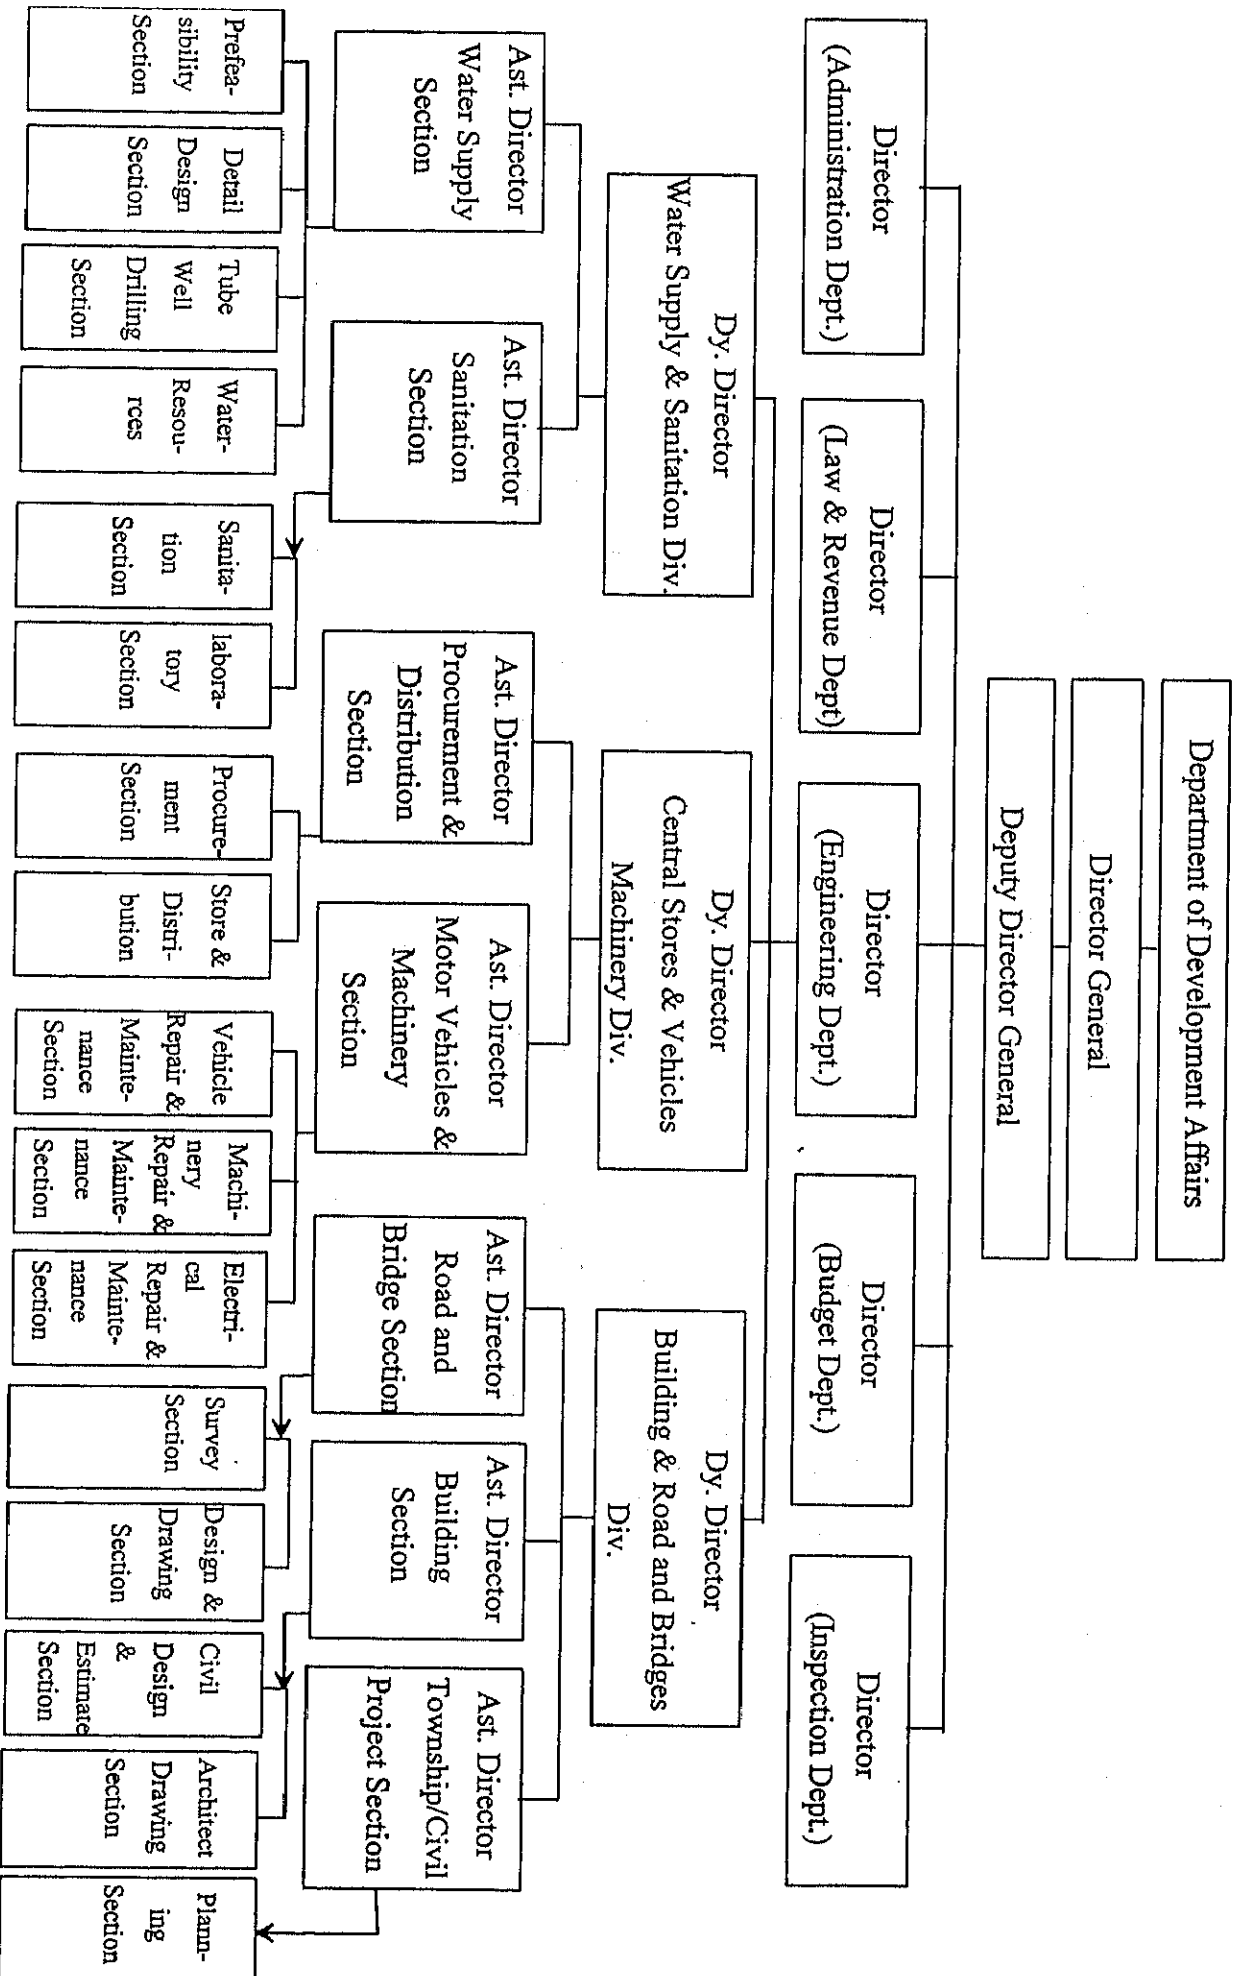 Department of Development Affairs
Director General
Deputy Director General
Director
(Administration Dept.)
Director
(Law & Revenue Dept)
Director
(Engineering Dept.)
Director
(Budget Dept.)
Director
(Inspection Dept.)
Dy. Director
Water Supply & Sanitation Div.
Dy. Director
Central Stores & Vehicles
Machinery Div.
Dy. Director
Building & Road and Bridges
Div.
Ast. Director
Water Supply
Section
Ast. Director
Sanitation
Section
Ast. Director
Procurement &
Distribution
Section
Ast. Director
Motor Vehicles &
Machinery
Section
Ast. Director
Road and
Bridge Section
Ast. Director
Building
Section
Ast. Director
Township/Civil
Project Section
Prefea-
sibility
Section
Detail
Design
Section
Tube
Well
Drilling
Section
Water-
Resou-
rces
Sanita-
tion
Section
labora-
tory
Section
Procure-
ment
Section
Store &
Distri-
bution
Vehicle
Repair &
Mainte-
nance
Section
Machi-
nery
Repair &
Mainte-
nance
Section
Electri-
cal
Repair &
Mainte-
nance
Section
Survey
Section
Design &
Drawing
Section
Civil
Design
&
Estimate
Section
Architect
Drawing
Section
Plann-
ing
Section